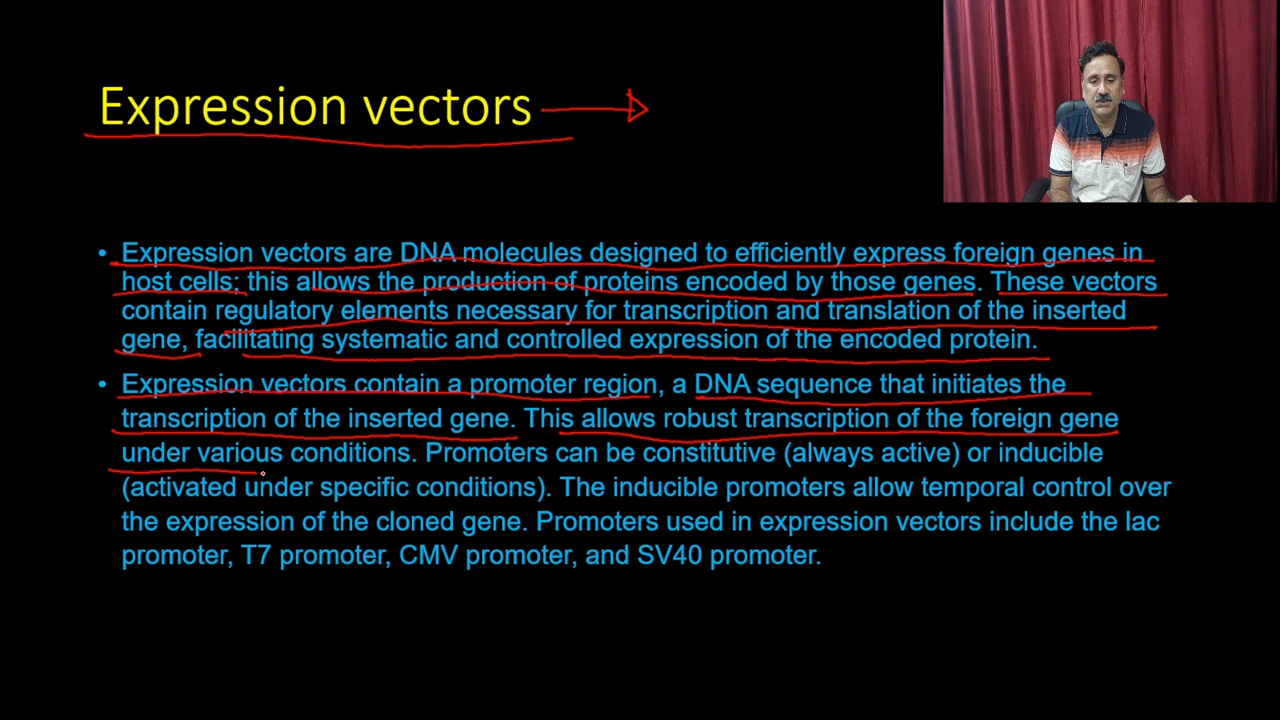 Expression vectors
• Expression vectors are DNA molecules designed to efficiently express foreign genes in
host cells; this allows the production of proteins encoded by those genes. These vectors
contain regulatory elements necessary for transcription and translation of the inserted
gene, facilitating systematic and controlled expression of the encoded protein.
• Expression vectors contain a promoter region, a DNA sequence that initiates the
transcription of the inserted gene. This allows robust transcription of the foreign gene
under various conditions. Promoters can be constitutive (always active) or inducible
(activated under specific conditions). The inducible promoters allow temporal control over
the expression of the cloned gene. Promoters used in expression vectors include the lac
promoter, T7 promoter, CMV promoter, and SV40 promoter.